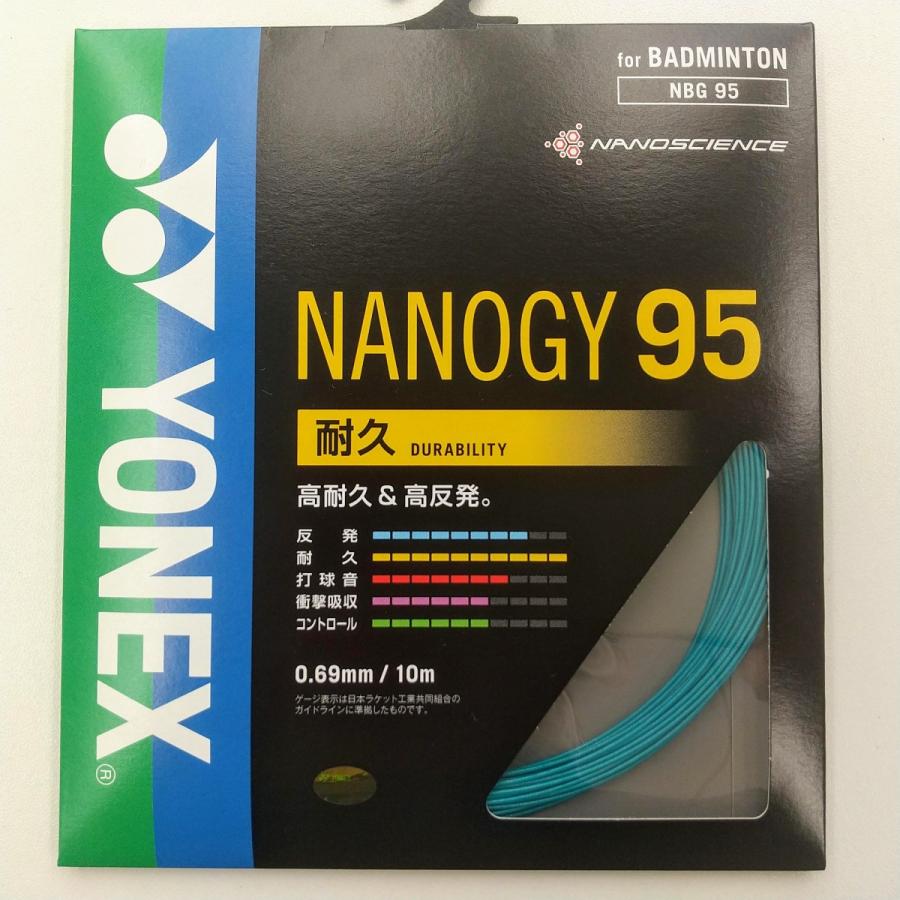 for BADMINTON
NBG 95
NANOSCIENCE
YONEX®
NANOGY 95
耐久 DURABILITY
高耐久&高反発。
反発
耐久
打球音
衝撃吸収
コントロール
0.69mm / 10m
ゲージ表示は日本ラケット工業共同組合の
ガイドラインに準拠したものです。